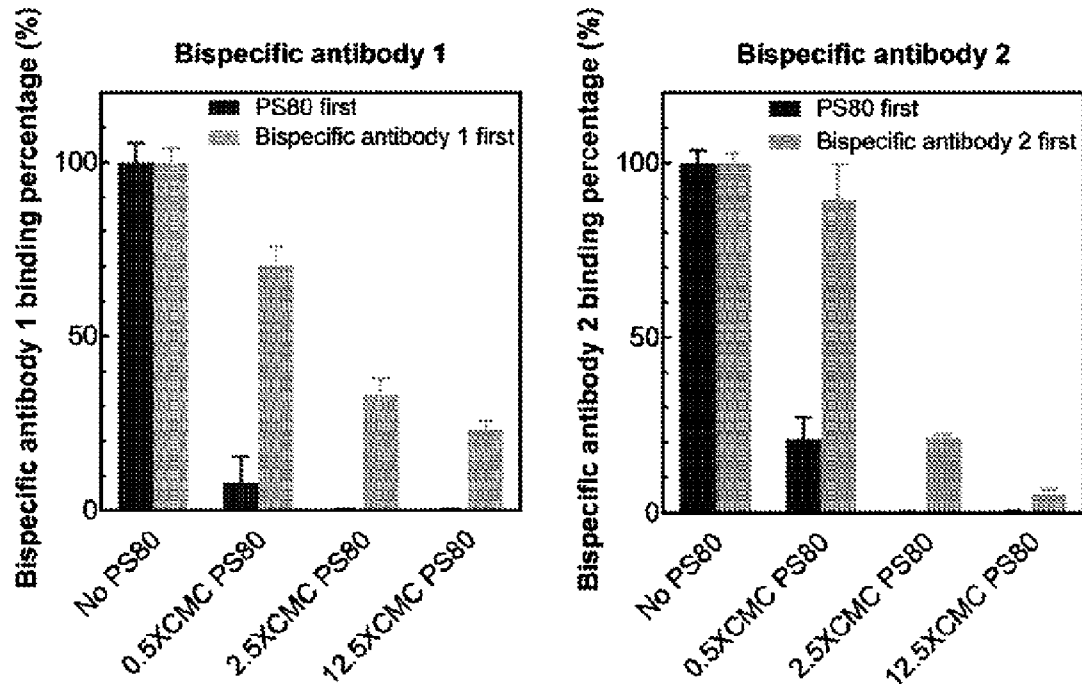 Bispecific antibody 1
Bispecific antibody 1 binding percentage (%)
PS80 first
Bispecific antibody 1 first
100
50
0
No PS80
0.5XCMC PS80
2.5XCMC PS80
12.5XCMC PS80
Bispecific antibody 2
Bispecific antibody 2 binding percentage (%)
PS80 first
Bispecific antibody 2 first
100
50
0
No PS80
0.5XCMC PS80
2.5XCMC PS80
12.5XCMC PS80